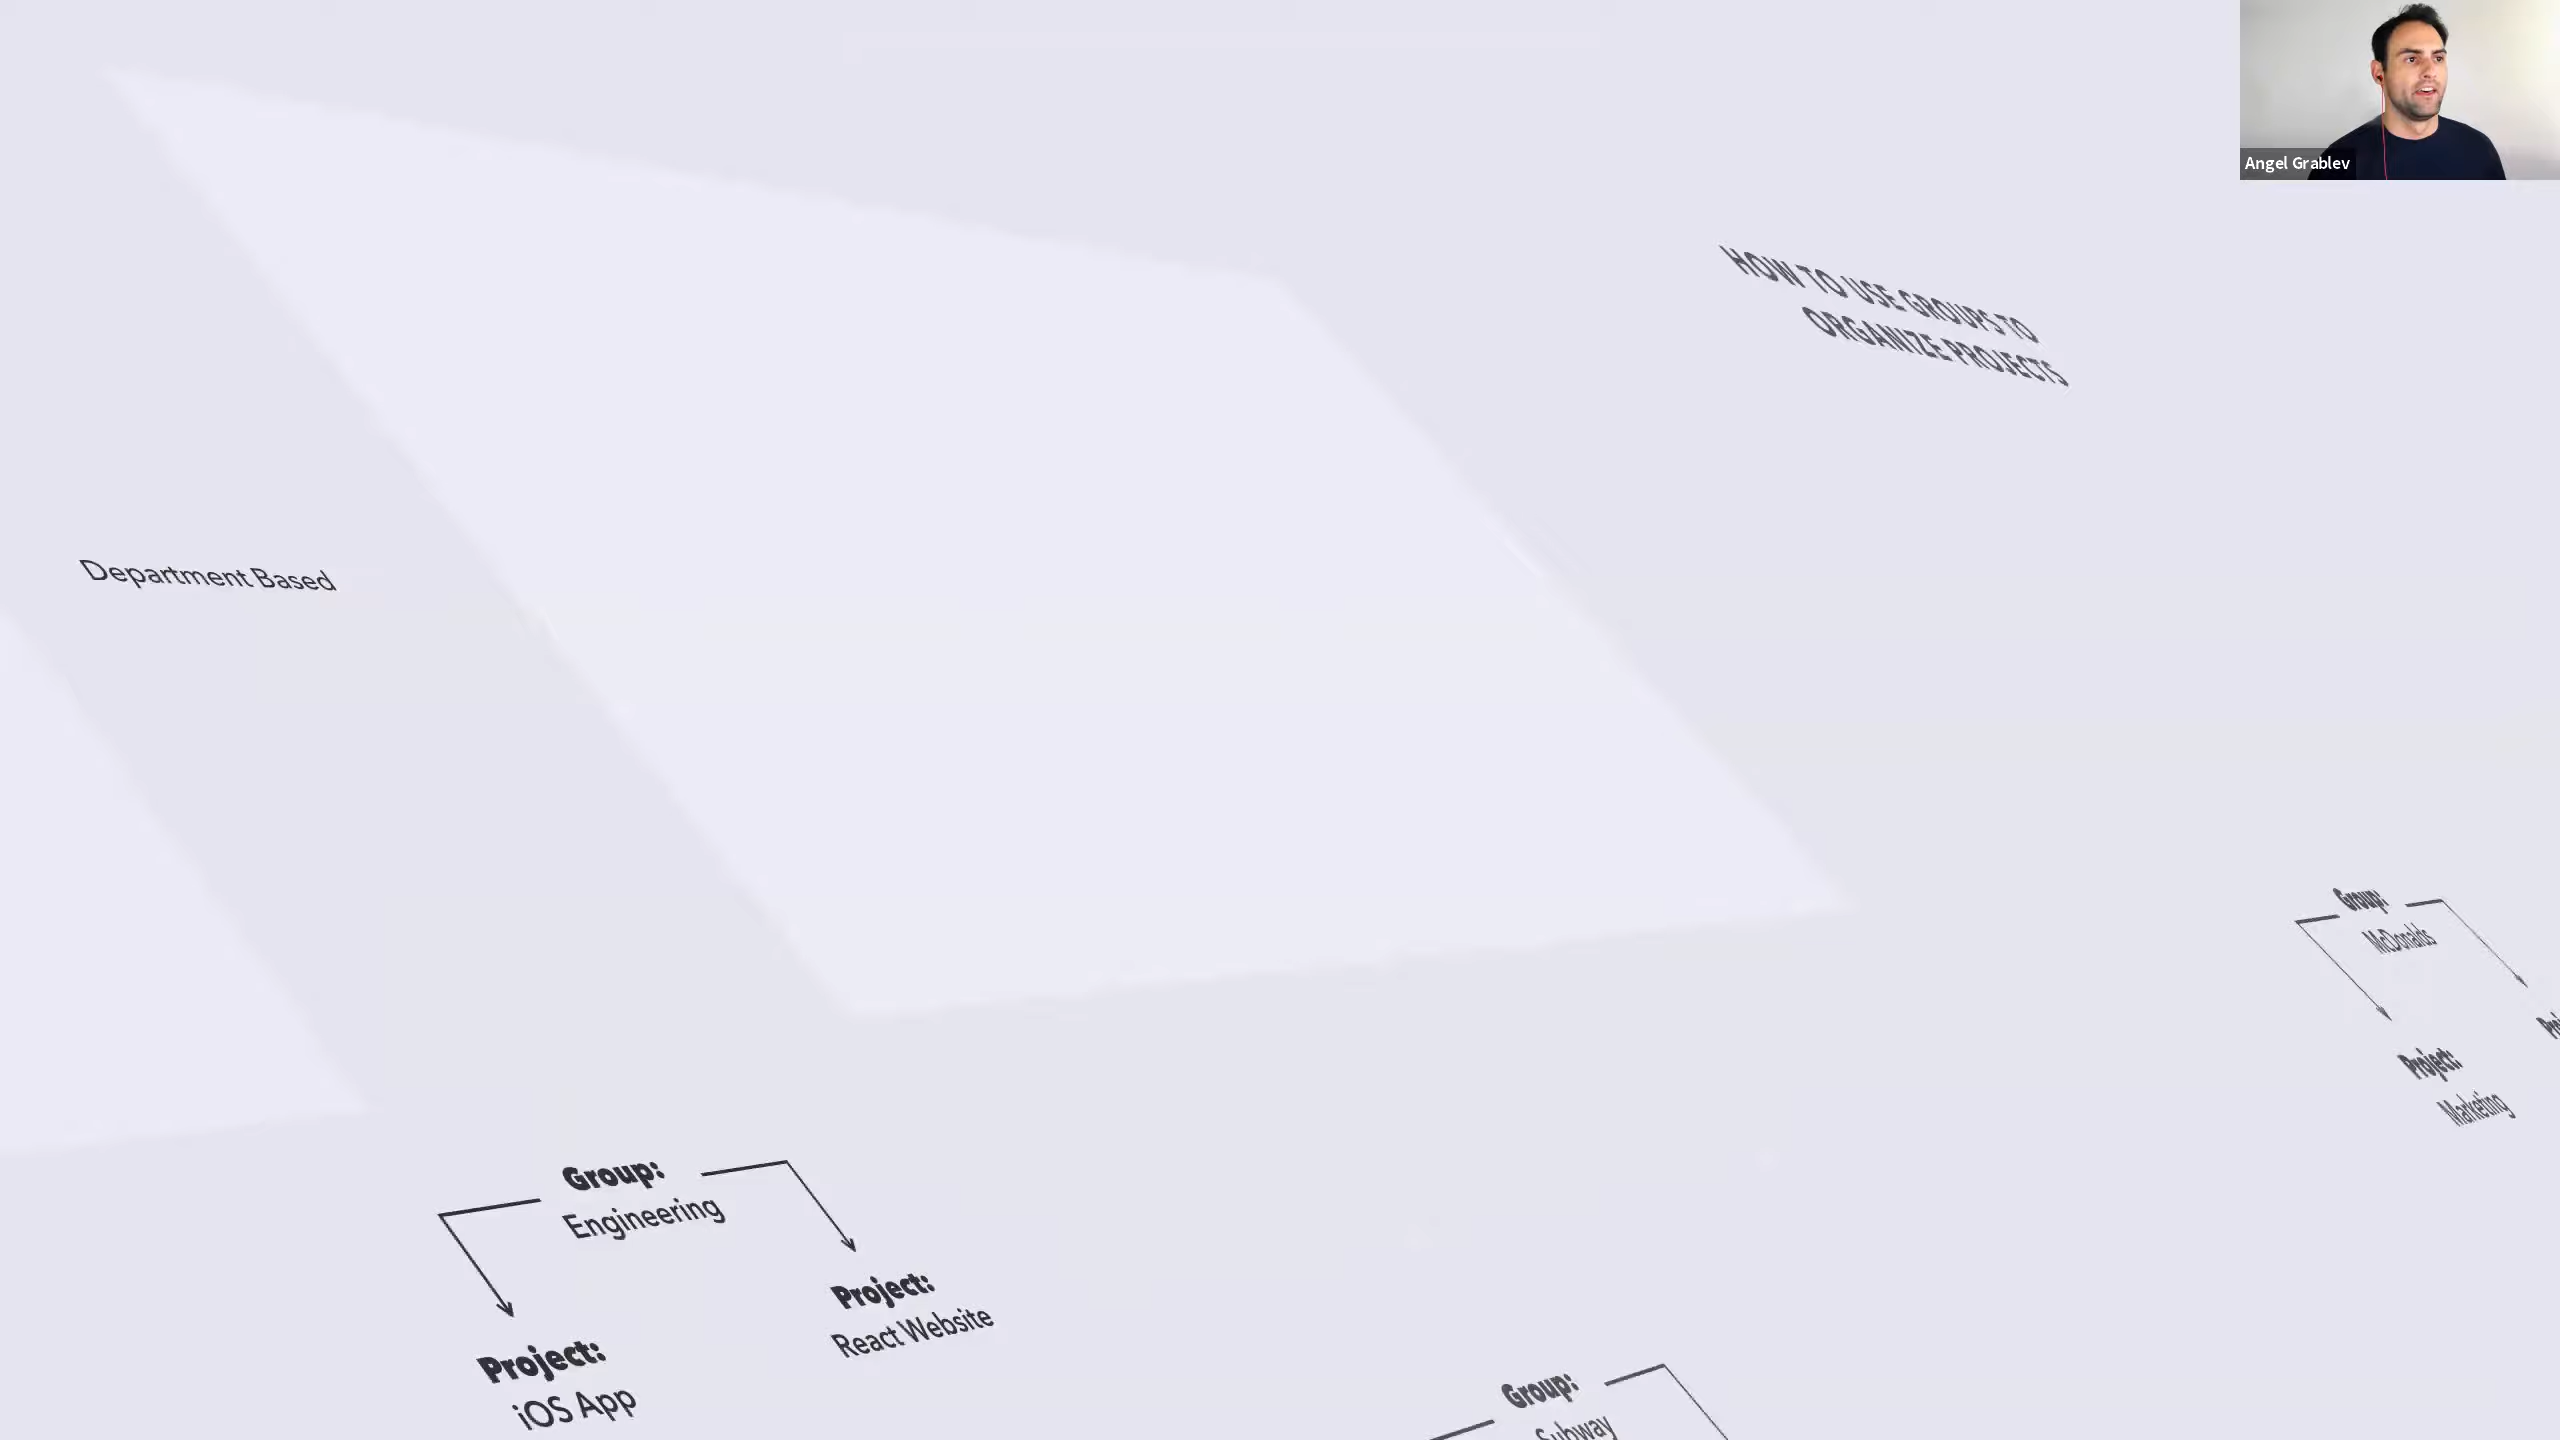 Angel Grablev
HOW TO USE GROUPS TO
ORGANIZE PROJECTS
Department Based
Group:
McDonalds
Project:
Marketing
Group:
Engineering
Project:
React Website
Project:
iOS App
Group:
Subway